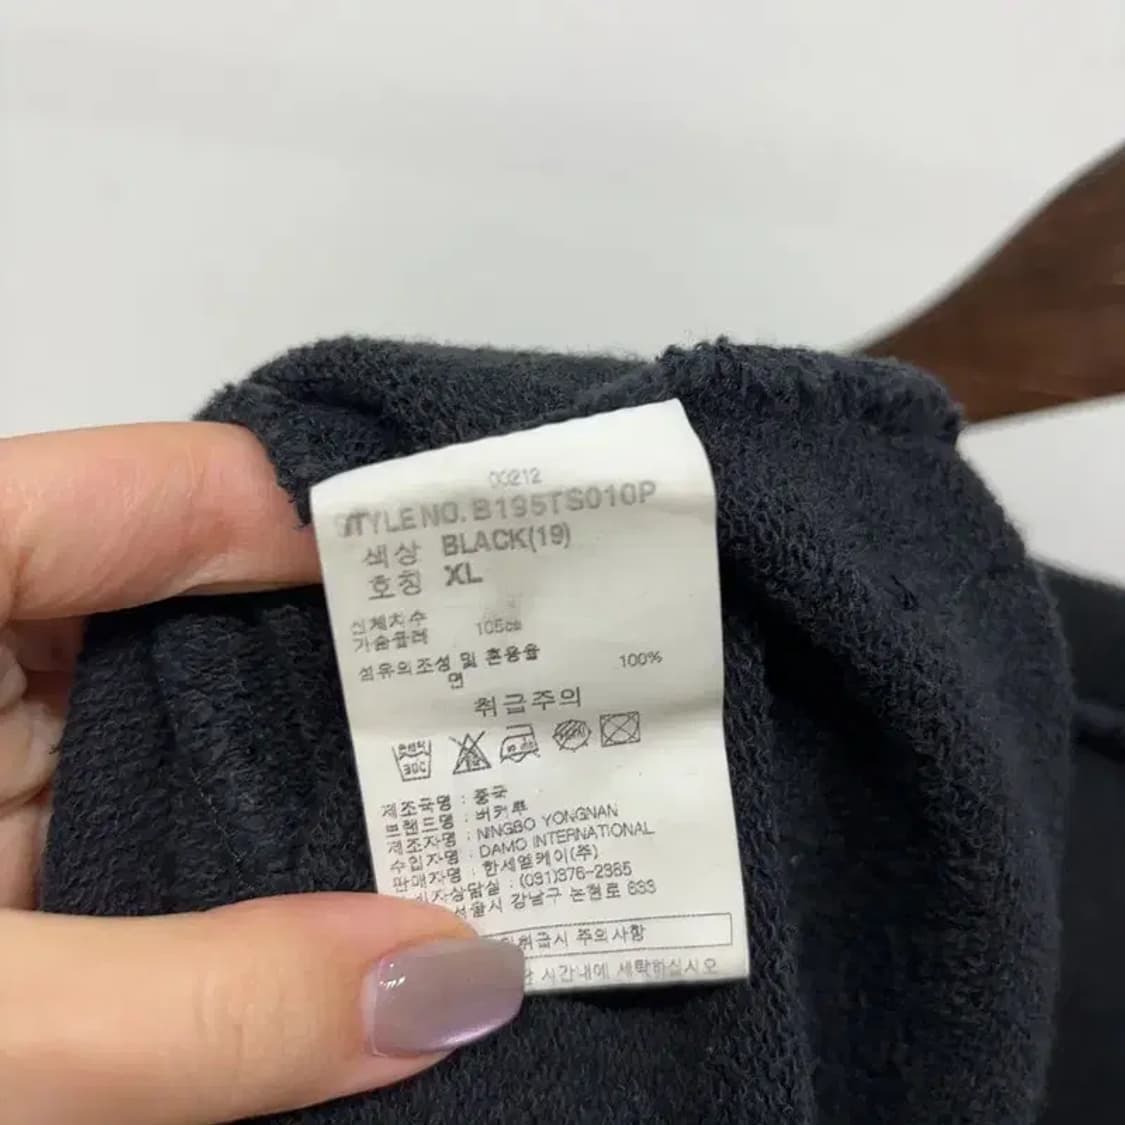 00212
STYLE NO. B195TS010P
색상 BLACK(19)
호칭 XL
신체치수
가슴둘레 105㎝
섬유의조성 및 혼용율
면 100%
취급주의
30C
제조국명 : 중국
브랜드명 : 버커루
제조자명 : NINGBO YONGNAN
수입자명 : DAMO INTERNATIONAL
판매자명 : 한세엠케이(주)
상담실 : (031)376-2385
서울시 강남구 논현로 633
취급시 주의사항
시간내에 세탁하십시오